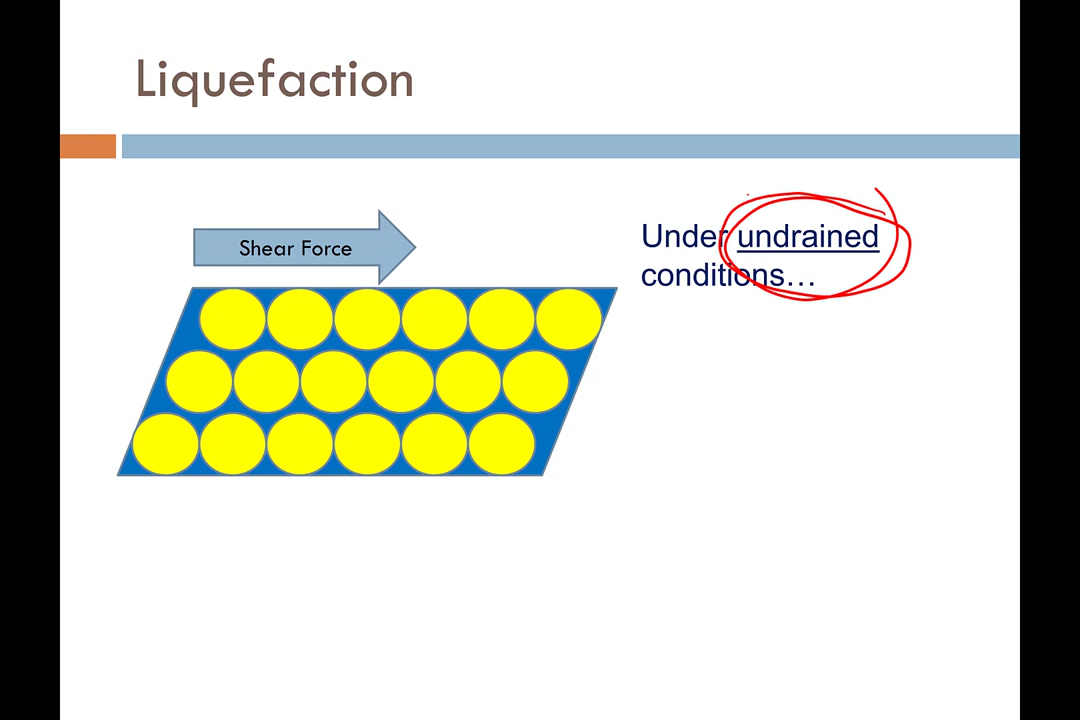 Liquefaction
Shear Force
Under undrained
conditions…